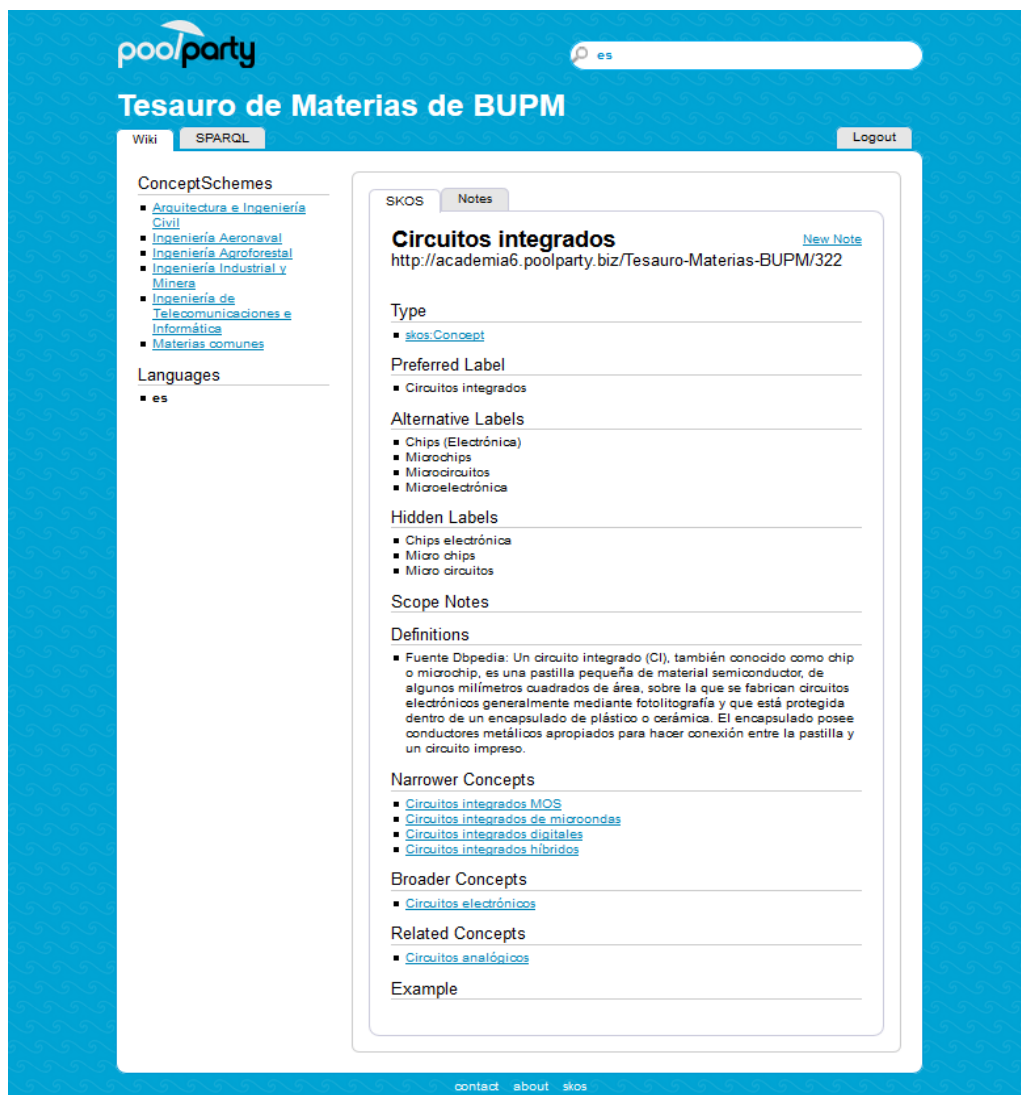 poolparty
es
Tesauro de Materias de BUPM
Wiki
SPARQL
Logout
ConceptSchemes
Arquitectura e Ingeniería
Civil
Ingeniería Aeronaval
Ingeniería Agroforestal
Ingeniería Industrial y
Minera
Ingeniería de
Telecomunicaciones e
Informática
Materias comunes
Languages
es
SKOS
Notes
Circuitos integrados
New Note
http://academia6.poolparty.biz/Tesauro-Materias-BUPM/322
Type
skos:Concept
Preferred Label
Circuitos integrados
Alternative Labels
Chips (Electrónica)
Microchips
Microcircuitos
Microelectrónica
Hidden Labels
Chips electrónica
Micro chips
Micro circuitos
Scope Notes
Definitions
Fuente Dbpedia: Un circuito integrado (CI), también conocido como chip
o microchip, es una pastilla pequeña de material semiconductor, de
algunos milímetros cuadrados de área, sobre la que se fabrican circuitos
electrónicos generalmente mediante fotolitografía y que está protegida
dentro de un encapsulado de plástico o cerámica. El encapsulado posee
conductores metálicos apropiados para hacer conexión entre la pastilla y
un circuito impreso.
Narrower Concepts
Circuitos integrados MOS
Circuitos integrados de microondas
Circuitos integrados digitales
Circuitos integrados híbridos
Broader Concepts
Circuitos electrónicos
Related Concepts
Circuitos analógicos
Example
contact about skos